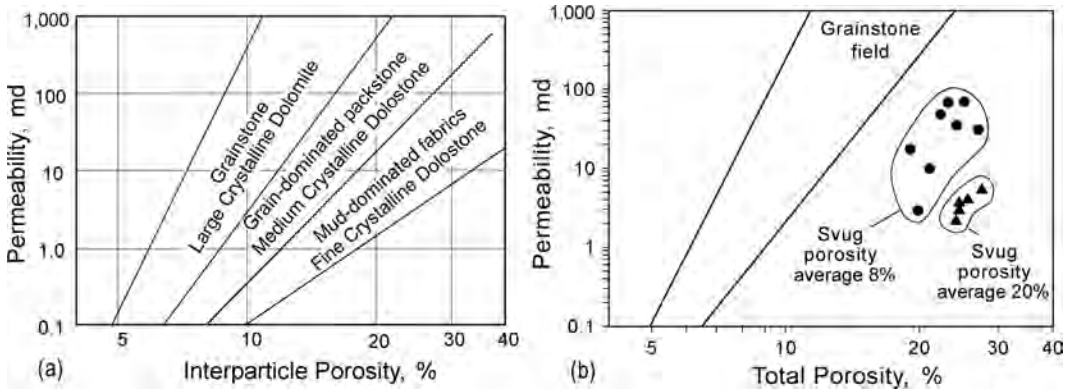 1,000
100
10
1.0
0.1
Permeability, md
Grainstone
Large Crystalline Dolomite
Grain-dominated packstone
Medium Crystalline Dolostone
Mud-dominated fabrics
Fine Crystalline Dolostone
5
10
20
30
40
(a)
Interparticle Porosity, %
1,000
100
10
1
0.1
Permeability, md
Grainstone
field
Svug
porosity
average 8%
Svug
porosity
average 20%
5
10
20
30
40
(b)
Total Porosity, %